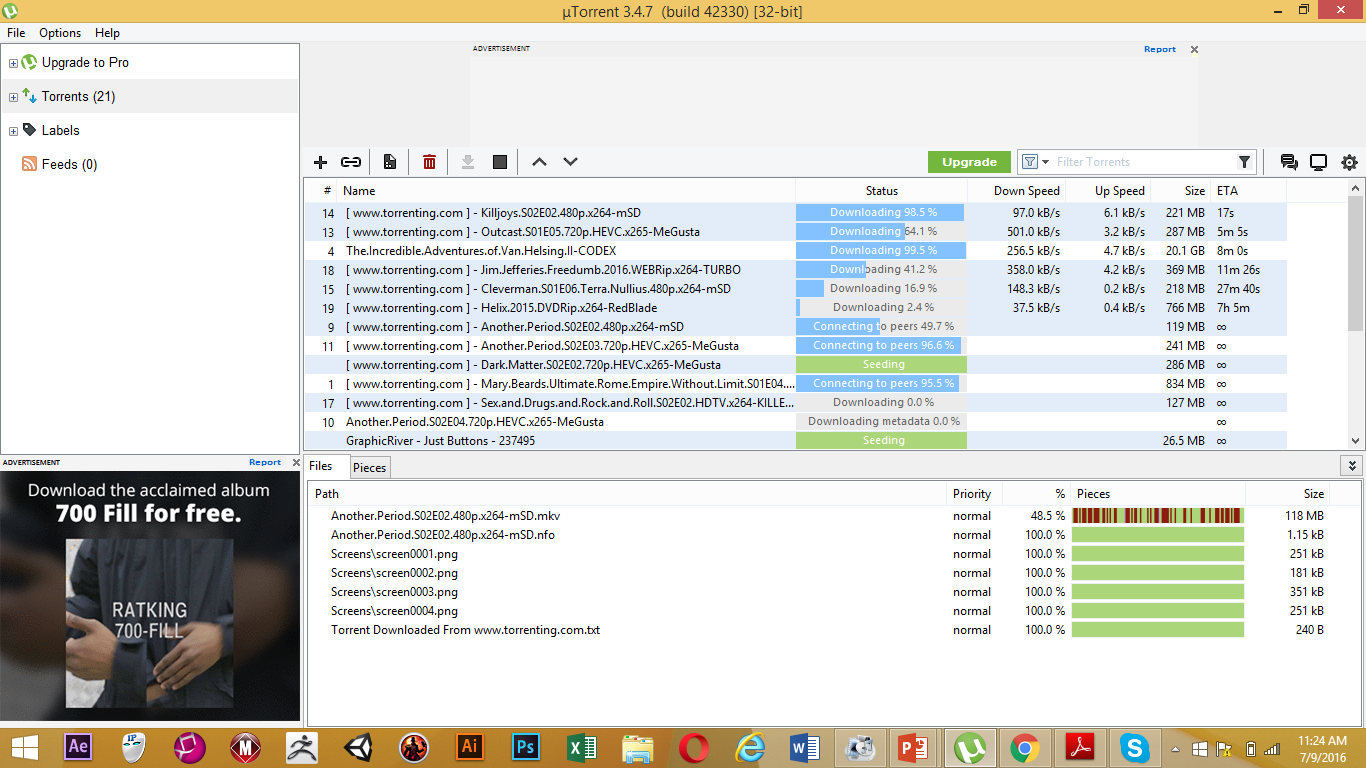 µTorrent 3.4.7 (build 42330) [32-bit]
File Options Help
Upgrade to Pro
Torrents (21)
Labels
Feeds (0)
ADVERTISEMENT Report
Upgrade Filter Torrents
# Name Status Down Speed Up Speed Size ETA
14 [ www.torrenting.com ] - Killjoys.S02E02.480p.x264-mSD Downloading 98.5 % 97.0 kB/s 6.1 kB/s 221 MB 17s
13 [ www.torrenting.com ] - Outcast.S01E05.720p.HEVC.x265-MeGusta Downloading 64.1 % 501.0 kB/s 3.2 kB/s 287 MB 5m 5s
4 The.Incredible.Adventures.of.Van.Helsing.II-CODEX Downloading 99.5 % 256.5 kB/s 4.7 kB/s 20.1 GB 8m 0s
18 [ www.torrenting.com ] - Jim.Jefferies.Freedumb.2016.WEBRip.x264-TURBO Downloading 41.2 % 358.0 kB/s 4.2 kB/s 369 MB 11m 26s
15 [ www.torrenting.com ] - Cleverman.S01E06.Terra.Nullius.480p.x264-mSD Downloading 16.9 % 148.3 kB/s 0.2 kB/s 218 MB 27m 40s
19 [ www.torrenting.com ] - Helix.2015.DVDRip.x264-RedBlade Downloading 2.4 % 37.5 kB/s 0.4 kB/s 766 MB 7h 5m
9 [ www.torrenting.com ] - Another.Period.S02E02.480p.x264-mSD Connecting to peers 49.7 % 119 MB ∞
11 [ www.torrenting.com ] - Another.Period.S02E03.720p.HEVC.x265-MeGusta Connecting to peers 96.6 % 241 MB ∞
[ www.torrenting.com ] - Dark.Matter.S02E02.720p.HEVC.x265-MeGusta Seeding 286 MB ∞
1 [ www.torrenting.com ] - Mary.Beards.Ultimate.Rome.Empire.Without.Limit.S01E04.... Connecting to peers 95.5 % 834 MB ∞
17 [ www.torrenting.com ] - Sex.and.Drugs.and.Rock.and.Roll.S02E02.HDTV.x264-KILLE... Downloading 0.0 % 127 MB ∞
10 Another.Period.S02E04.720p.HEVC.x265-MeGusta Downloading metadata 0.0 % ∞
GraphicRiver - Just Buttons - 237495 Seeding 26.5 MB ∞
ADVERTISEMENT Report
Download the acclaimed album
700 Fill for free.
RATKING
700-FILL
Files Pieces
Path Priority % Pieces Size
Another.Period.S02E02.480p.x264-mSD.mkv normal 48.5 % 118 MB
Another.Period.S02E02.480p.x264-mSD.nfo normal 100.0 % 1.15 kB
Screens\screen0001.png normal 100.0 % 251 kB
Screens\screen0002.png normal 100.0 % 181 kB
Screens\screen0003.png normal 100.0 % 351 kB
Screens\screen0004.png normal 100.0 % 251 kB
Torrent Downloaded From www.torrenting.com.txt normal 100.0 % 240 B
Ae IP M Ai Ps
11:24 AM
7/9/2016